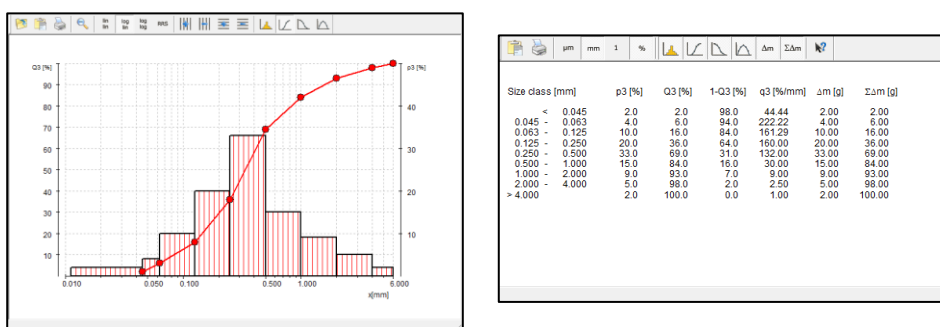 lin lin log lin log log RRS
Q3 [%] p3 [%]
90
80 40
70
60 30
50
40 20
30
20 10
10
0.010 0.050 0.100 0.500 1.000 6.000
x[mm]
µm mm 1 % Δm ΣΔm
Size class [mm] p3 [%] Q3 [%] 1-Q3 [%] q3 [%/mm] Δm [g] ΣΔm [g]
< 0.045 2.0 2.0 98.0 44.44 2.00 2.00
0.045 - 0.063 4.0 6.0 94.0 222.22 4.00 6.00
0.063 - 0.125 10.0 16.0 84.0 161.29 10.00 16.00
0.125 - 0.250 20.0 36.0 64.0 160.00 20.00 36.00
0.250 - 0.500 33.0 69.0 31.0 132.00 33.00 69.00
0.500 - 1.000 15.0 84.0 16.0 30.00 15.00 84.00
1.000 - 2.000 9.0 93.0 7.0 9.00 9.00 93.00
2.000 - 4.000 5.0 98.0 2.0 2.50 5.00 98.00
> 4.000 2.0 100.0 0.0 1.00 2.00 100.00